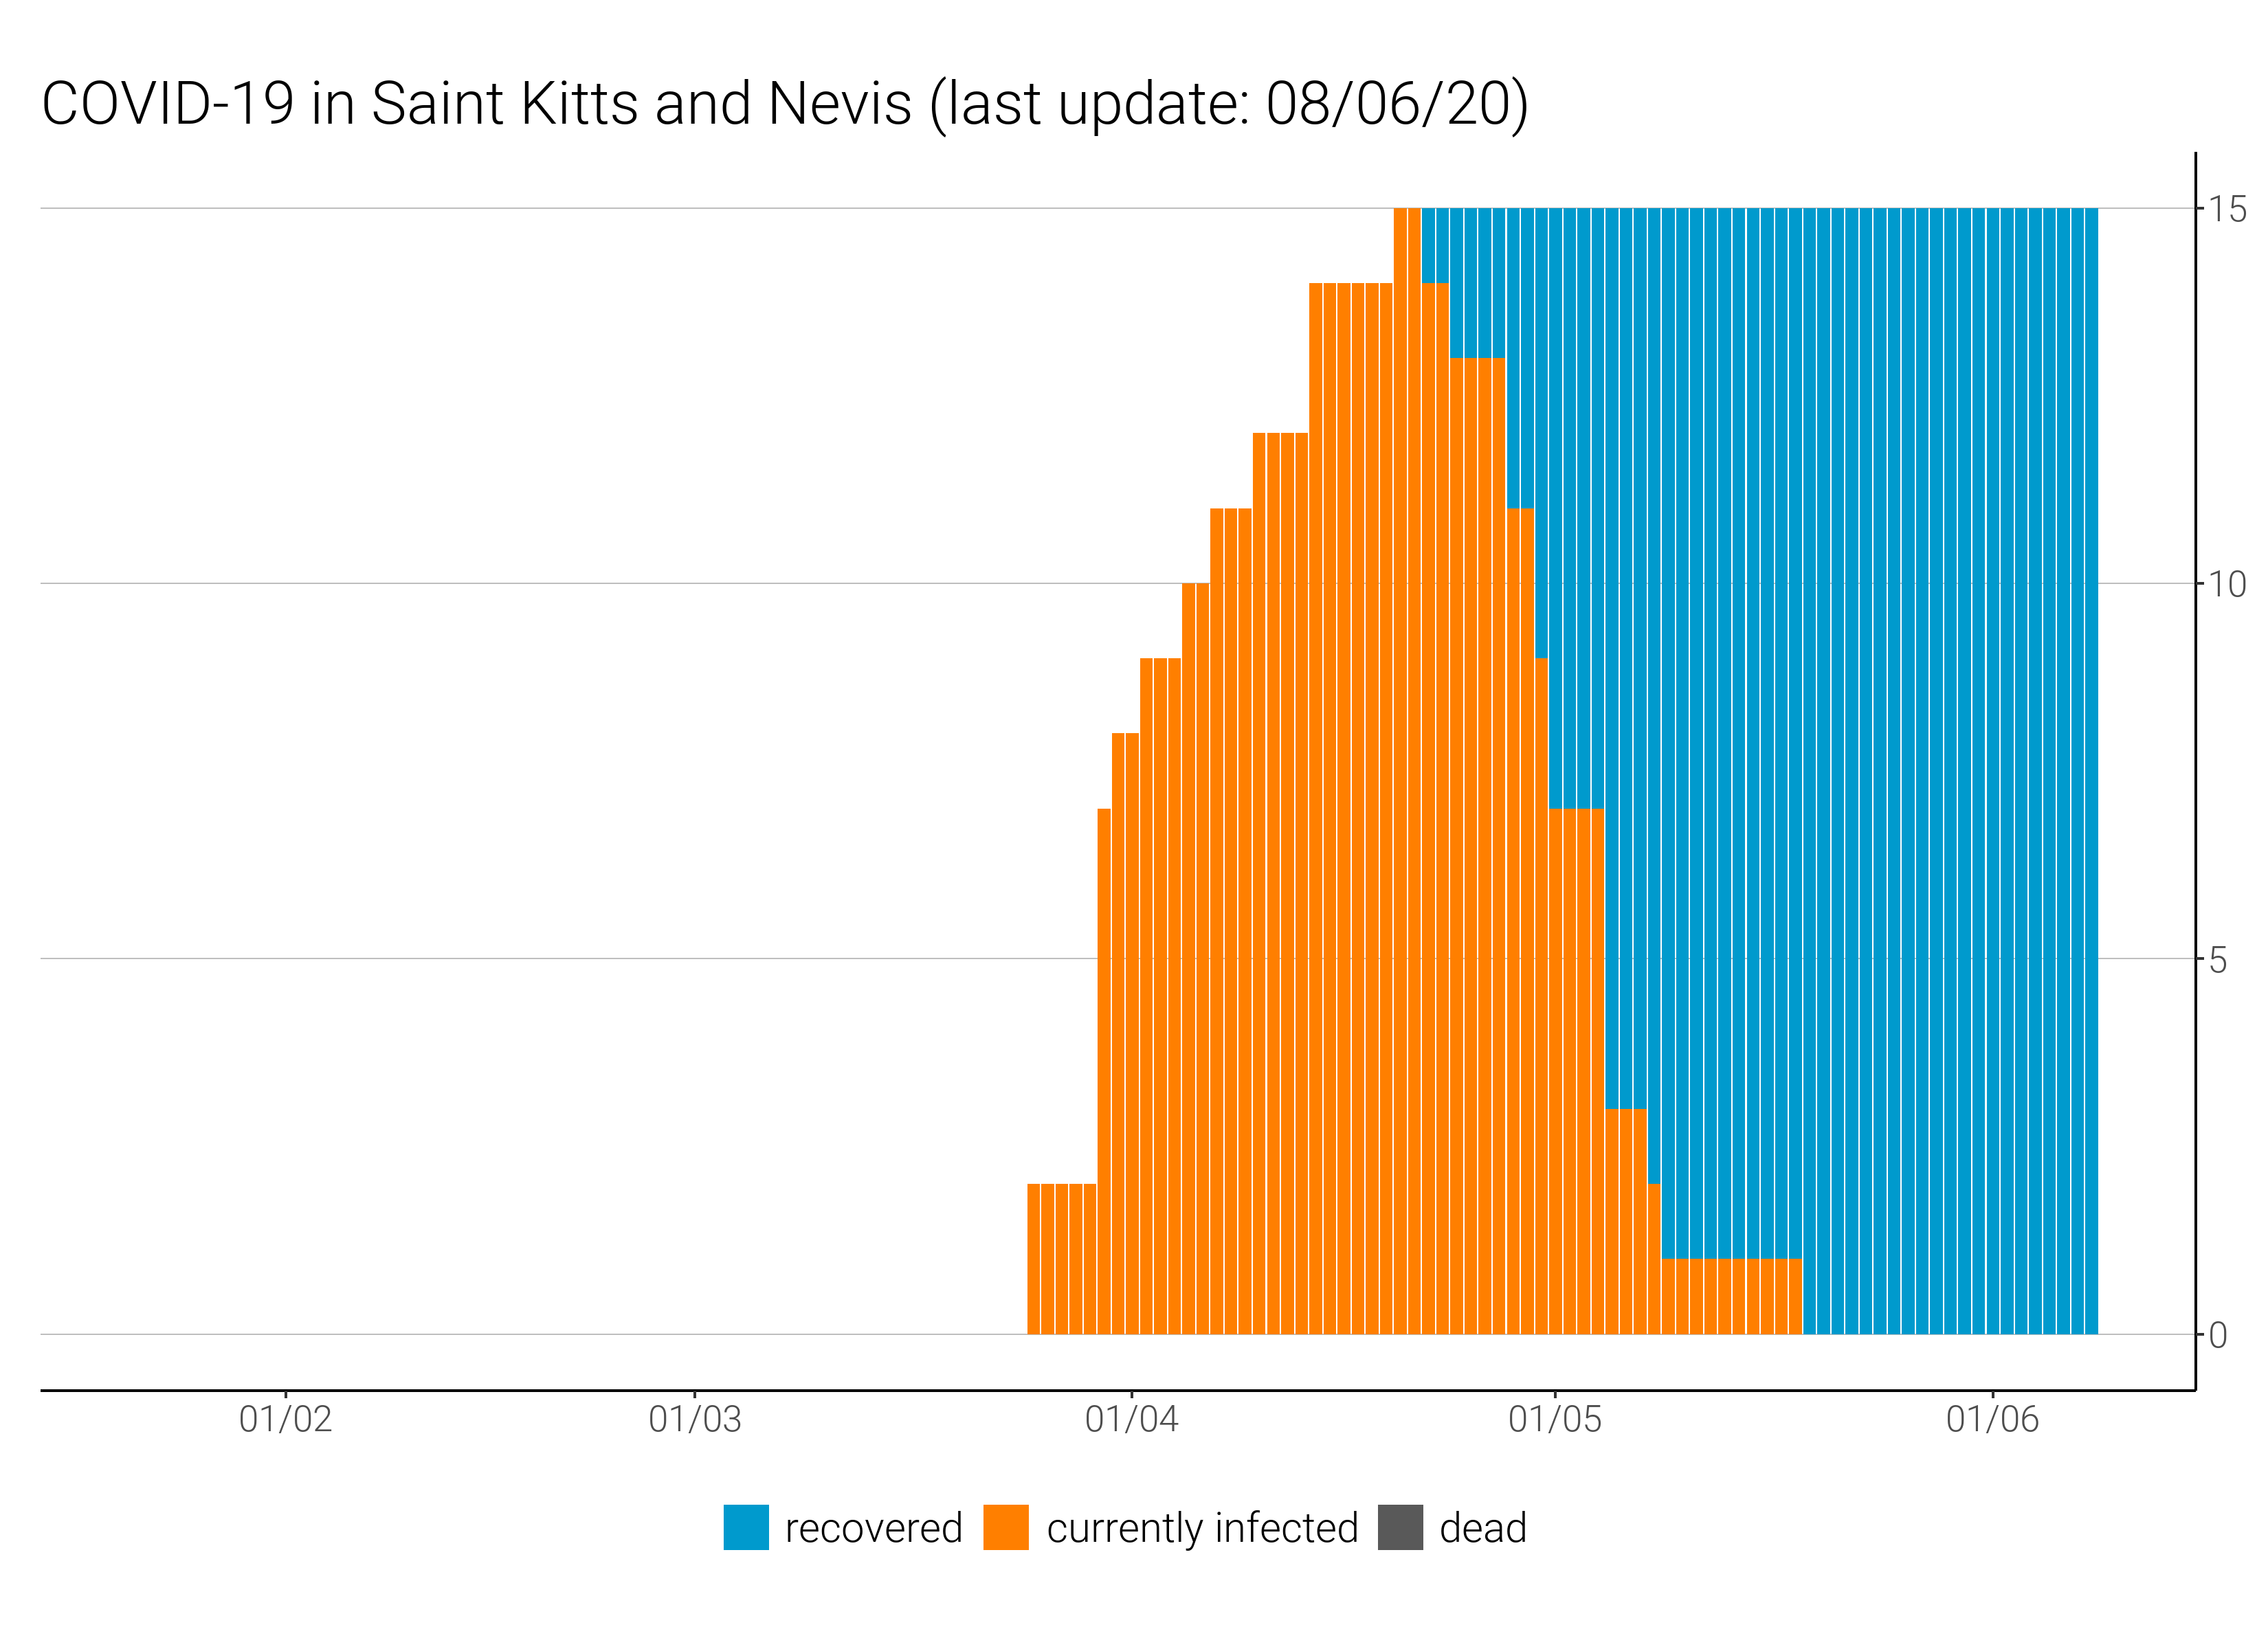 COVID-19 in Saint Kitts and Nevis (last update: 08/06/20)
15
10
5
0
01/02 01/03 01/04 01/05 01/06
recovered currently infected dead